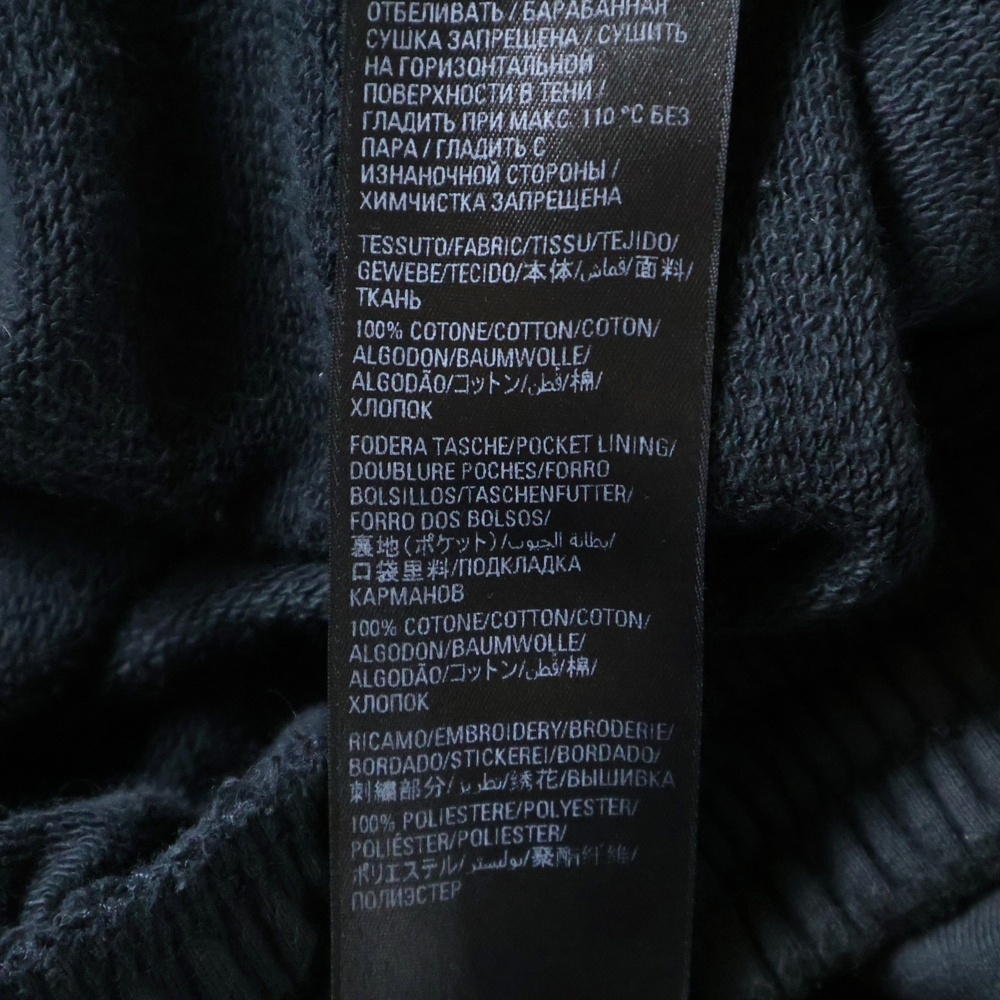 ОТБЕЛИВАТЬ / БАРАБАННАЯ
СУШКА ЗАПРЕЩЕНА / СУШИТЬ
НА ГОРИЗОНТАЛЬНОЙ
ПОВЕРХНОСТИ В ТЕНИ /
ГЛАДИТЬ ПРИ МАКС. 110 °C БЕЗ
ПАРА / ГЛАДИТЬ С
ИЗНАНОЧНОЙ СТОРОНЫ /
ХИМЧИСТКА ЗАПРЕЩЕНА
TESSUTO/FABRIC/TISSU/TEJIDO/
GEWEBE/TECIDO/本体/قماش/面料/
ТКАНЬ
100% COTONE/COTTON/COTON/
ALGODON/BAUMWOLLE/
ALGODÃO/コットン/قطن/棉/
ХЛОПОК
FODERA TASCHE/POCKET LINING/
DOUBLURE POCHES/FORRO
BOLSILLOS/TASCHENFUTTER/
FORRO DOS BOLSOS/
裏地(ポケット)/بطانة الجيوب/
口袋里料/ПОДКЛАДКА
КАРМАНОВ
100% COTONE/COTTON/COTON/
ALGODON/BAUMWOLLE/
ALGODÃO/コットン/قطن/棉/
ХЛОПОК
RICAMO/EMBROIDERY/BRODERIE/
BORDADO/STICKEREI/BORDADO/
刺繍部分/تطريز/绣花/ВЫШИВКА
100% POLIESTERE/POLYESTER/
POLIÉSTER/POLIESTER/
ポリエステル/بوليستر/聚酯纤维/
ПОЛИЭСТЕР